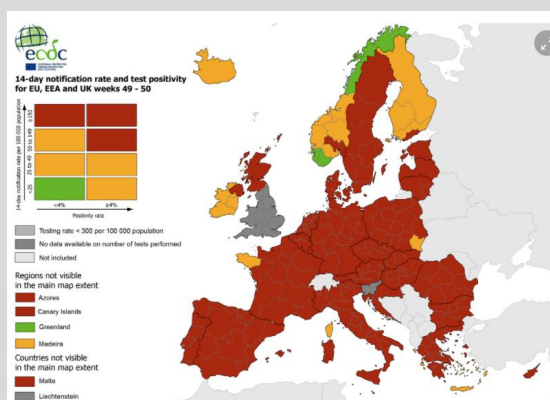 ecdc
14-day notification rate and test positivity
for EU, EEA and UK weeks 49 - 50
14-day notification rate per 100 000 population
≥150
50 to 149
25 to 49
<25
<4%
≥4%
Positivity rate
Testing rate < 300 per 100 000 population
No data available on number of tests performed
Not included
Regions not visible
in the main map extent
Azores
Canary Islands
Greenland
Madeira
Countries not visible
in the main map extent
Malta
Liechtenstein